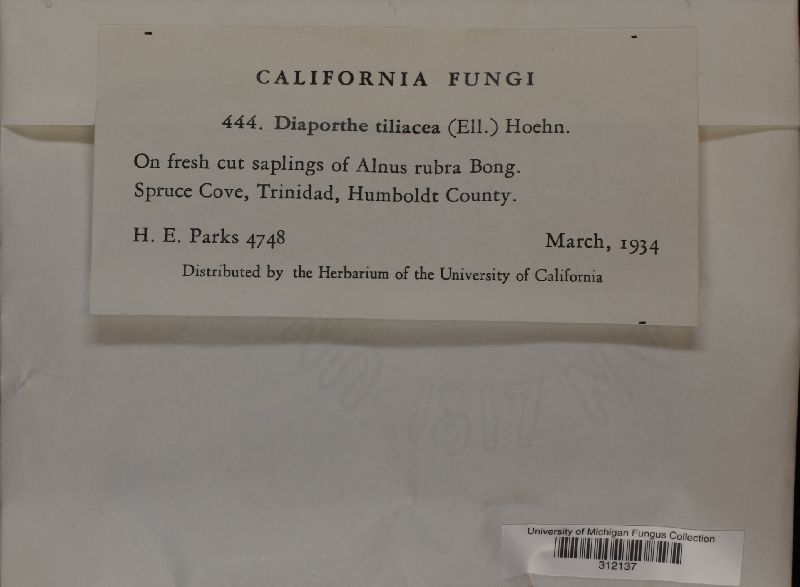 CALIFORNIA FUNGI
444. Diaporthe tiliacea (Ell.) Hoehn.
On fresh cut saplings of Alnus rubra Bong.
Spruce Cove, Trinidad, Humboldt County.
H. E. Parks 4748 March, 1934
Distributed by the Herbarium of the University of California
University of Michigan Fungus Collection
312137